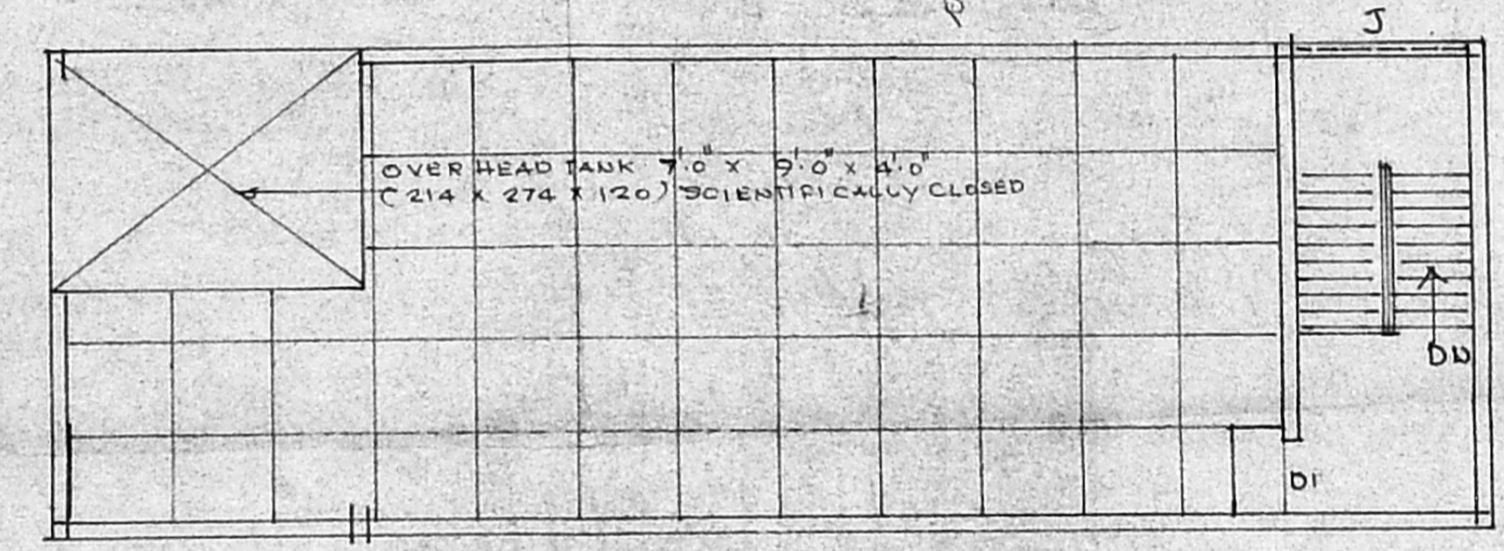 J
OVER HEAD TANK 7'.0" x 9'.0" x 4'.0"
(214 x 274 x 120) SCIENTIFICALLY CLOSED
DN
D1